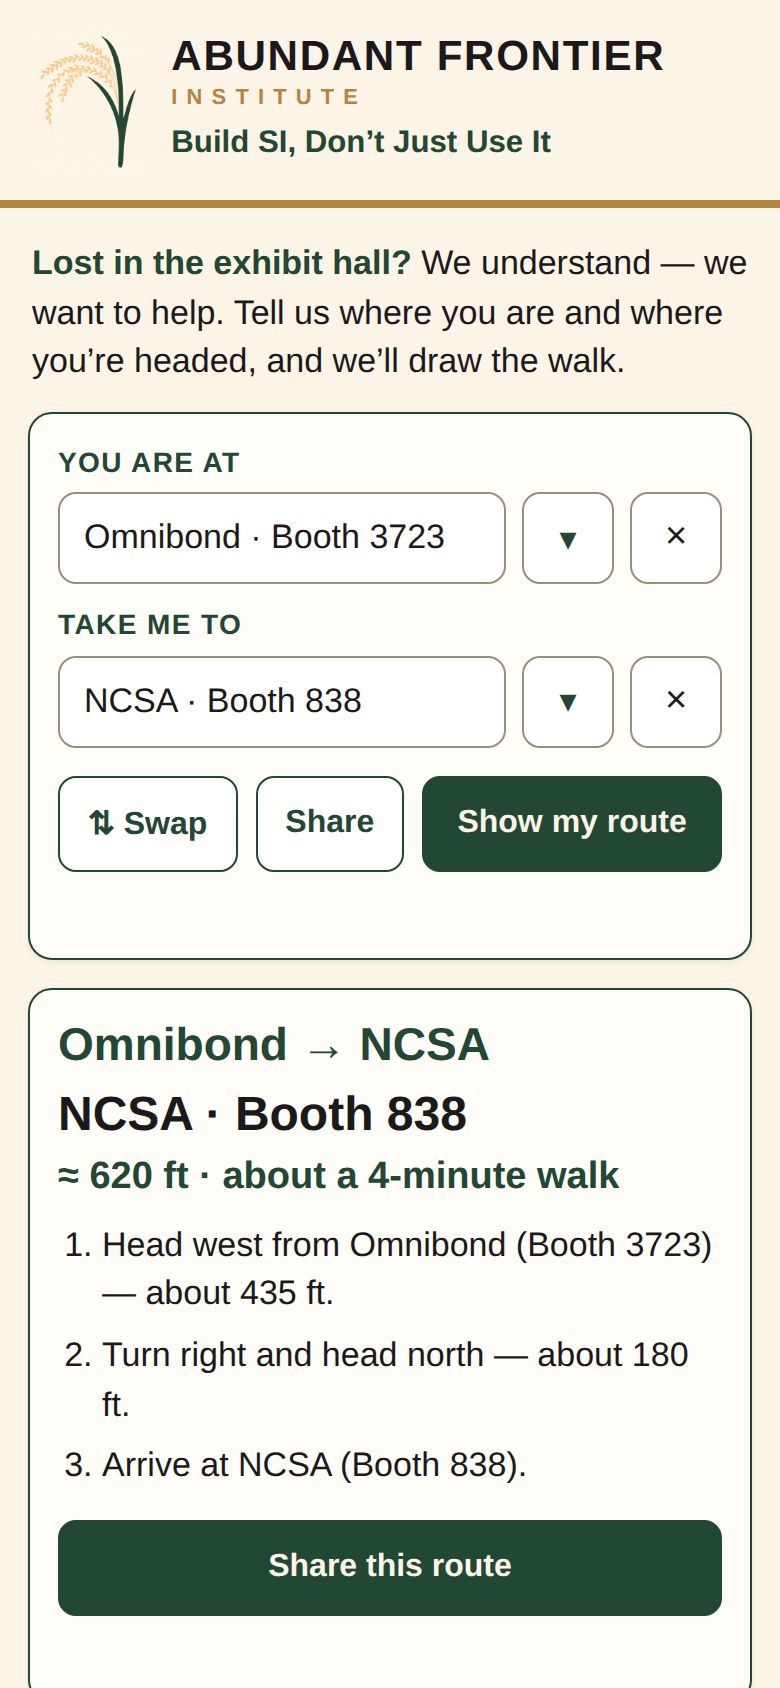 ABUNDANT FRONTIER
INSTITUTE
Build SI, Don’t Just Use It
Lost in the exhibit hall? We understand — we
want to help. Tell us where you are and where
you’re headed, and we’ll draw the walk.
YOU ARE AT
Omnibond · Booth 3723 ▼ ×
TAKE ME TO
NCSA · Booth 838 ▼ ×
⇅ Swap Share Show my route
Omnibond → NCSA
NCSA · Booth 838
≈ 620 ft · about a 4-minute walk
1. Head west from Omnibond (Booth 3723)
— about 435 ft.
2. Turn right and head north — about 180
ft.
3. Arrive at NCSA (Booth 838).
Share this route